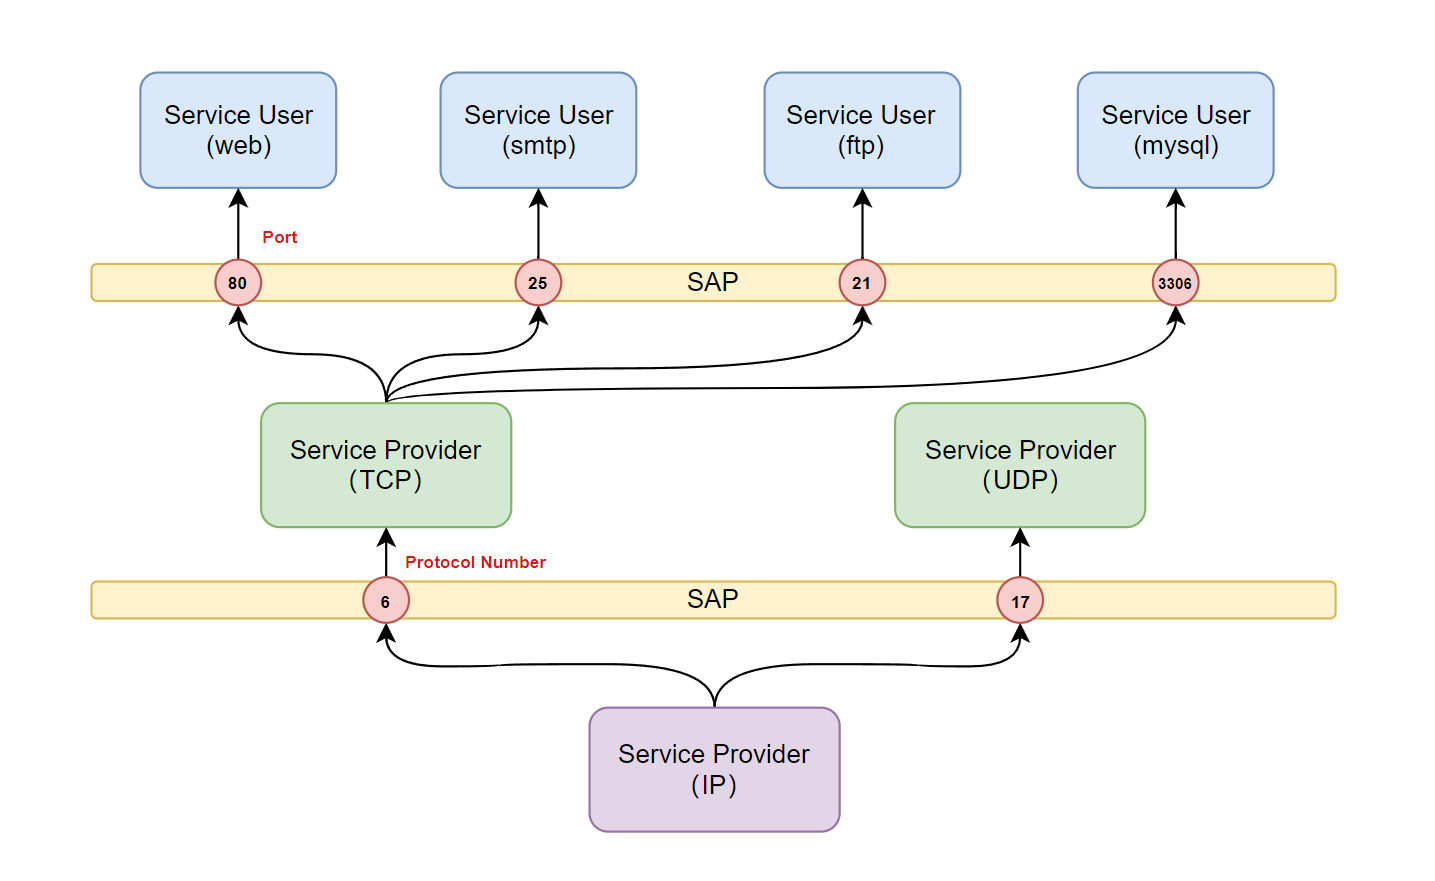 Service User
(web)
Service User
(smtp)
Service User
(ftp)
Service User
(mysql)
Port
80
25
SAP
21
3306
Service Provider
(TCP)
Service Provider
(UDP)
Protocol Number
6
SAP
17
Service Provider
(IP)